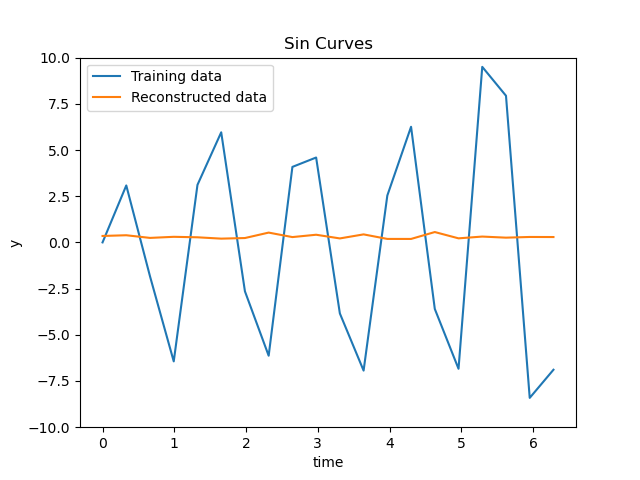 Sin Curves
Training data
Reconstructed data
10.0
7.5
5.0
2.5
0.0
−2.5
−5.0
−7.5
−10.0
y
0 1 2 3 4 5 6
time